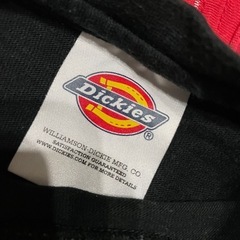 Dickies
®
WILLIAMSON-DICKIE MFG. CO
SATISFACTION GUARANTEED
WWW.DICKIES.COM FOR MORE DETAILS